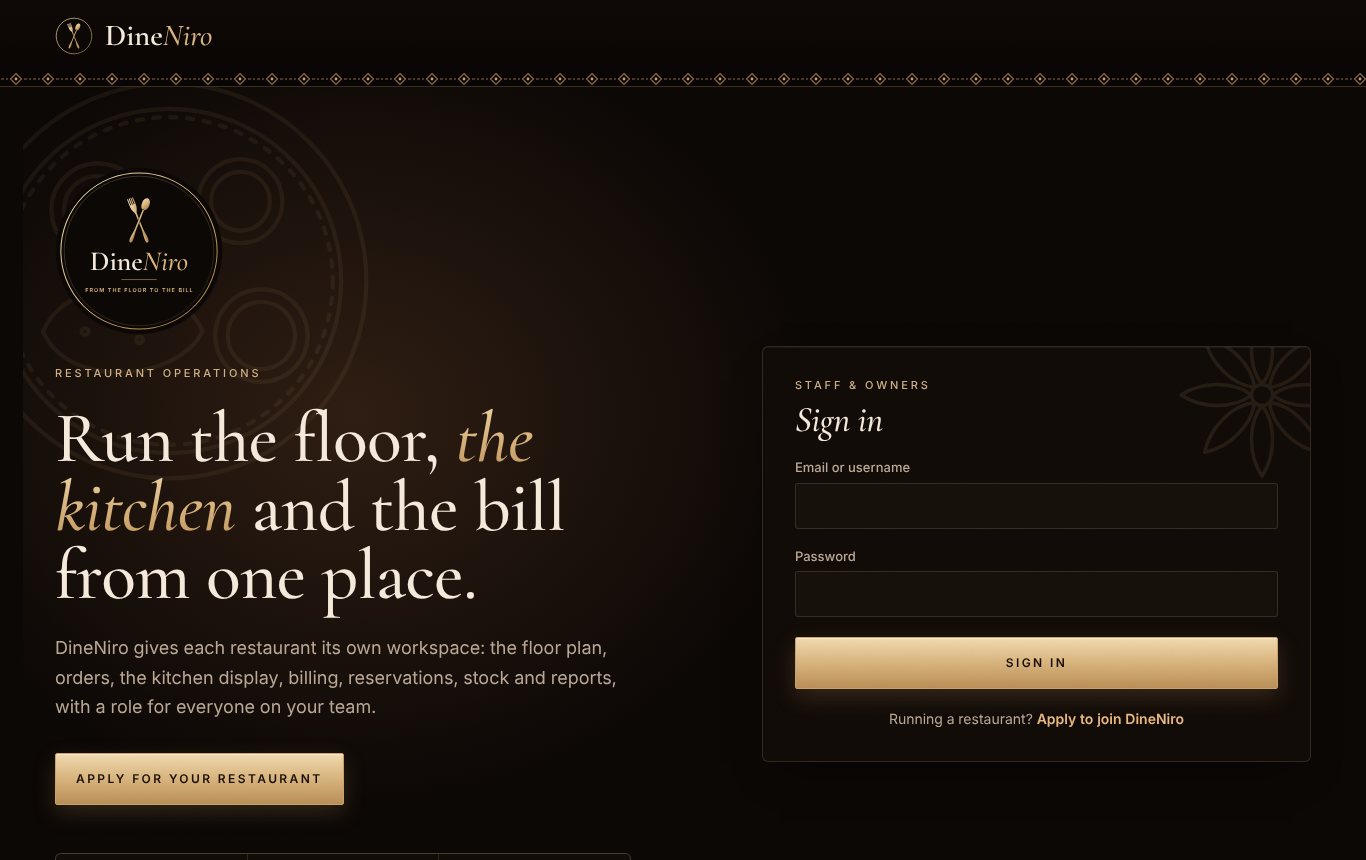 DineNiro
DineNiro
FROM THE FLOOR TO THE BILL
RESTAURANT OPERATIONS
Run the floor, the
kitchen and the bill
from one place.
DineNiro gives each restaurant its own workspace: the floor plan,
orders, the kitchen display, billing, reservations, stock and reports,
with a role for everyone on your team.
APPLY FOR YOUR RESTAURANT
STAFF & OWNERS
Sign in
Email or username
Password
SIGN IN
Running a restaurant? Apply to join DineNiro